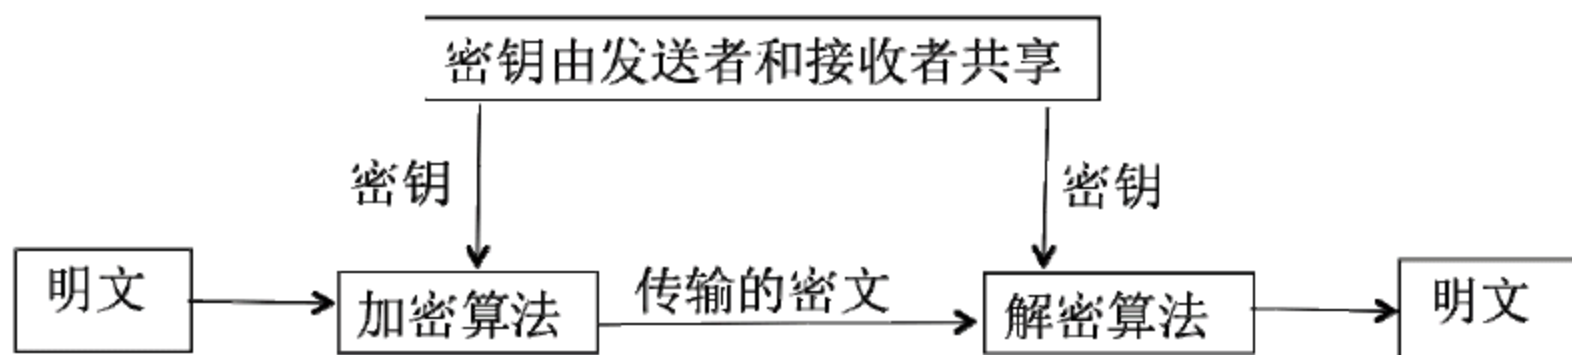 密钥由发送者和接收者共享
密钥
密钥
明文
加密算法
传输的密文
解密算法
明文